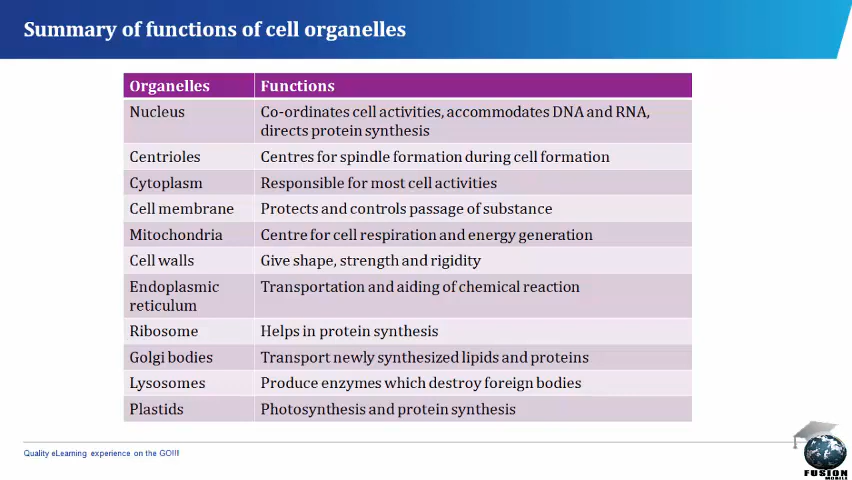 Summary of functions of cell organelles
Organelles Functions
Nucleus Co-ordinates cell activities, accommodates DNA and RNA,
directs protein synthesis
Centrioles Centres for spindle formation during cell formation
Cytoplasm Responsible for most cell activities
Cell membrane Protects and controls passage of substance
Mitochondria Centre for cell respiration and energy generation
Cell walls Give shape, strength and rigidity
Endoplasmic Transportation and aiding of chemical reaction
reticulum
Ribosome Helps in protein synthesis
Golgi bodies Transport newly synthesized lipids and proteins
Lysosomes Produce enzymes which destroy foreign bodies
Plastids Photosynthesis and protein synthesis
Quality eLearning experience on the GO!!!
FUSION
MOBILE